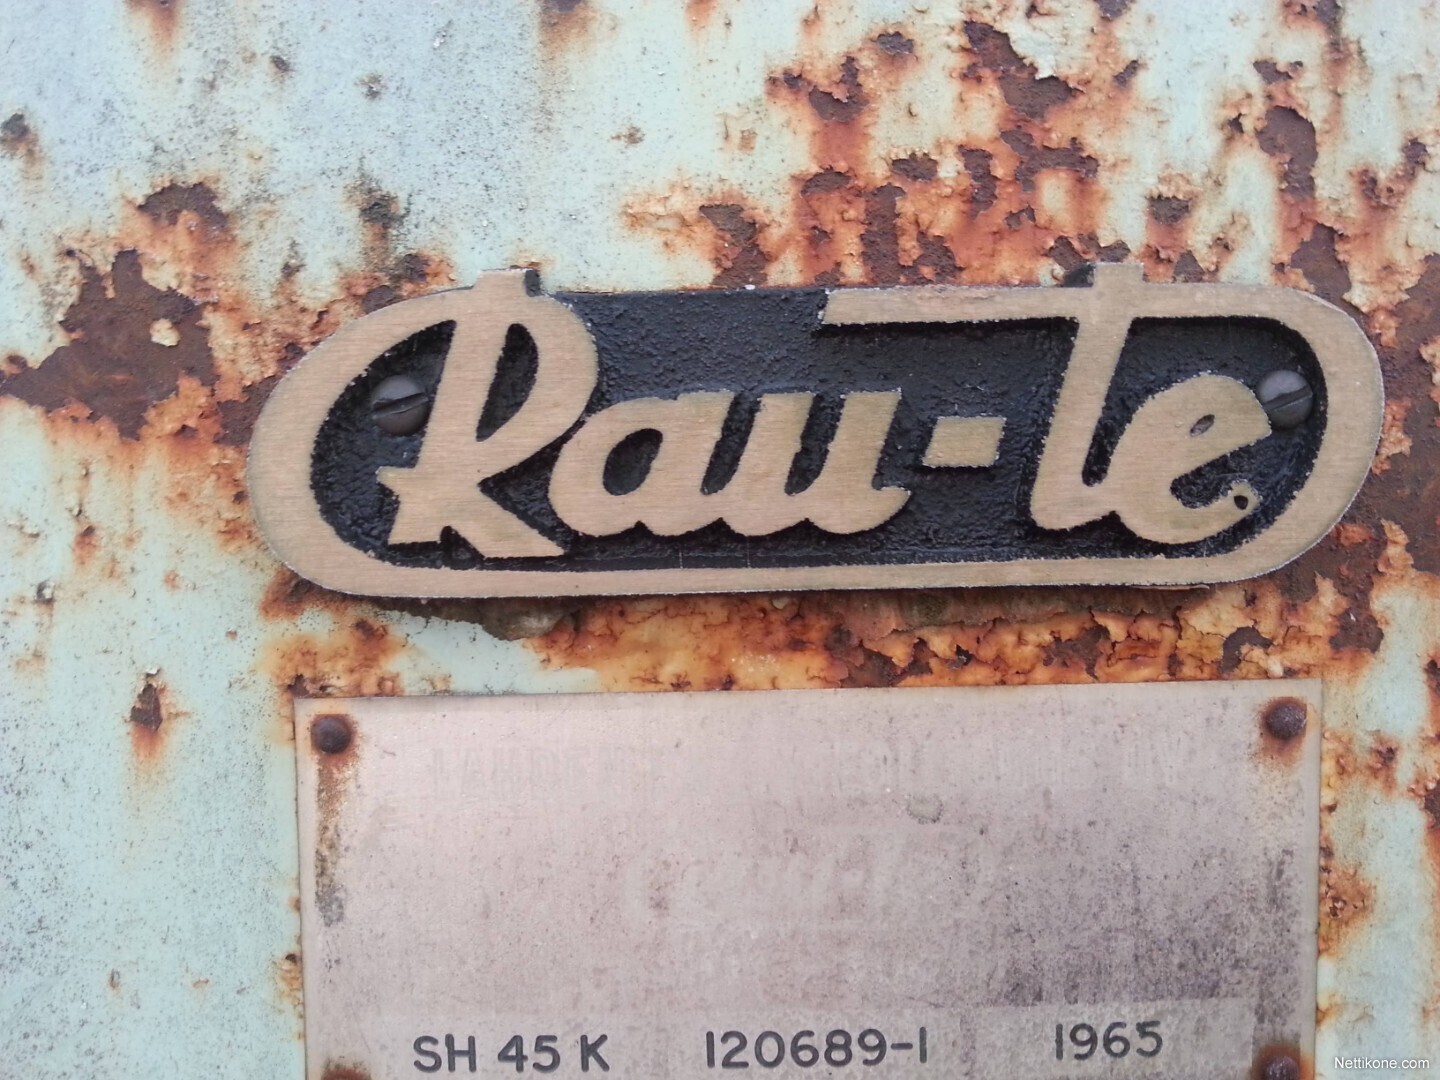 Rau-te
SH 45 K 120689-1 1965
Nettikone.com